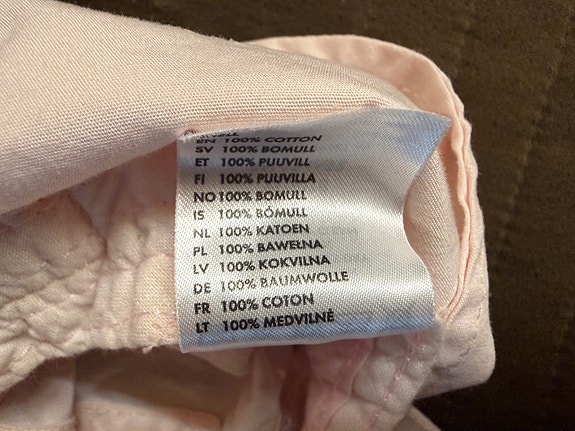 EN 100% COTTON
SV 100% BOMULL
ET 100% PUUVILL
FI 100% PUUVILLA
NO 100% BOMULL
IS 100% BÓMULL
NL 100% KATOEN
PL 100% BAWEŁNA
LV 100% KOKVILNA
DE 100% BAUMWOLLE
FR 100% COTON
LT 100% MEDVILNĖ